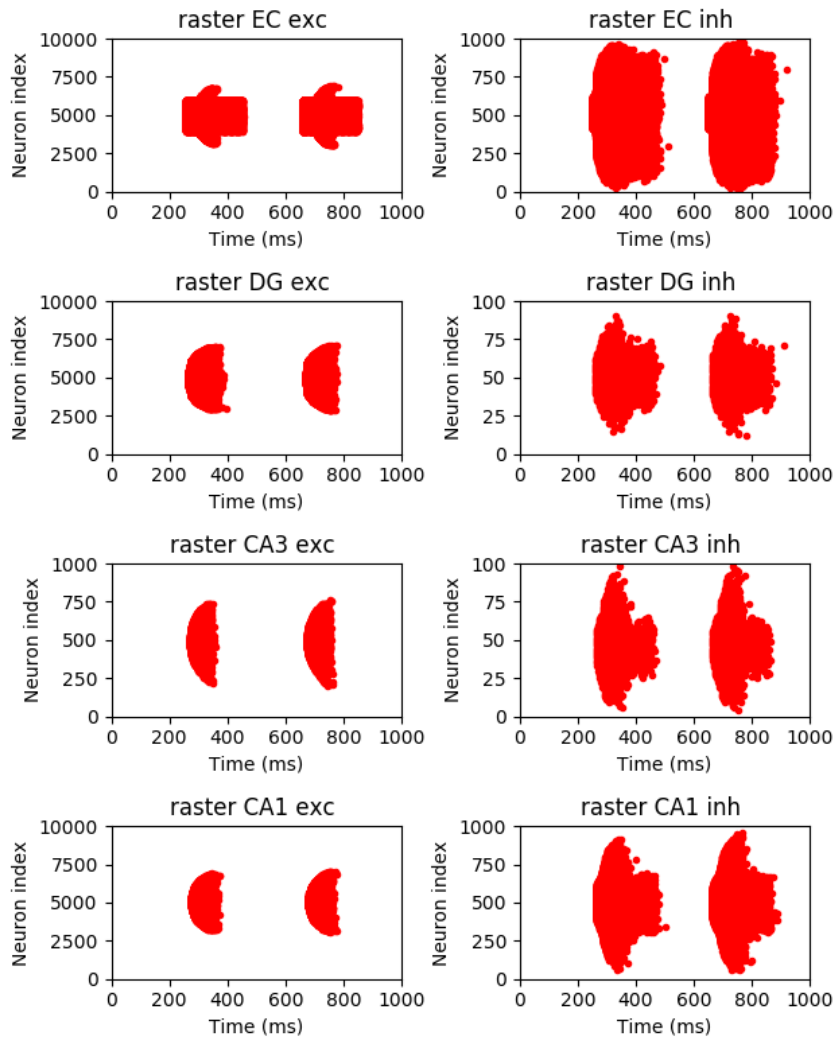 raster EC exc
10000
7500
5000
2500
0
Neuron index
0 200 400 600 800 1000
Time (ms)
raster EC inh
1000
750
500
250
0
Neuron index
0 200 400 600 800 1000
Time (ms)
raster DG exc
10000
7500
5000
2500
0
Neuron index
0 200 400 600 800 1000
Time (ms)
raster DG inh
100
75
50
25
0
Neuron index
0 200 400 600 800 1000
Time (ms)
raster CA3 exc
1000
750
500
250
0
Neuron index
0 200 400 600 800 1000
Time (ms)
raster CA3 inh
100
75
50
25
0
Neuron index
0 200 400 600 800 1000
Time (ms)
raster CA1 exc
10000
7500
5000
2500
0
Neuron index
0 200 400 600 800 1000
Time (ms)
raster CA1 inh
1000
750
500
250
0
Neuron index
0 200 400 600 800 1000
Time (ms)